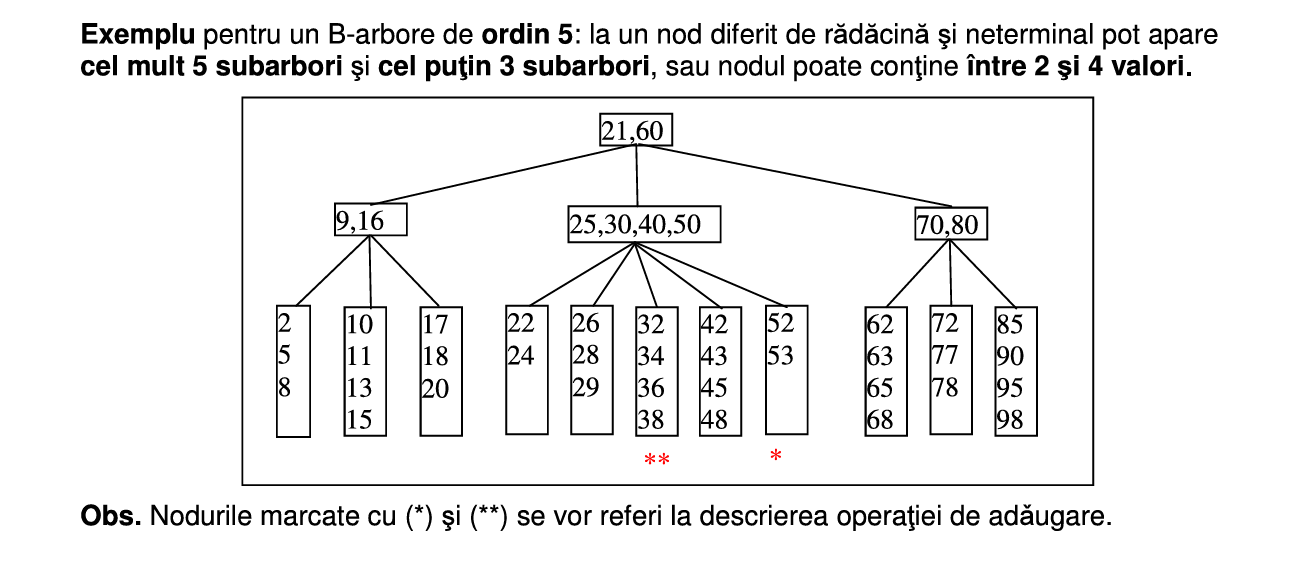 Exemplu pentru un B-arbore de ordin 5: la un nod diferit de rădăcină şi neterminal pot apare
cel mult 5 subarbori şi cel puţin 3 subarbori, sau nodul poate conţine între 2 şi 4 valori.
21,60
9,16 25,30,40,50 70,80
2 10 17 22 26 32 42 52 62 72 85
5 11 18 24 28 34 43 53 63 77 90
8 13 20 29 36 45 65 78 95
15 38 48 68 98
** *
Obs. Nodurile marcate cu (*) şi (**) se vor referi la descrierea operaţiei de adăugare.